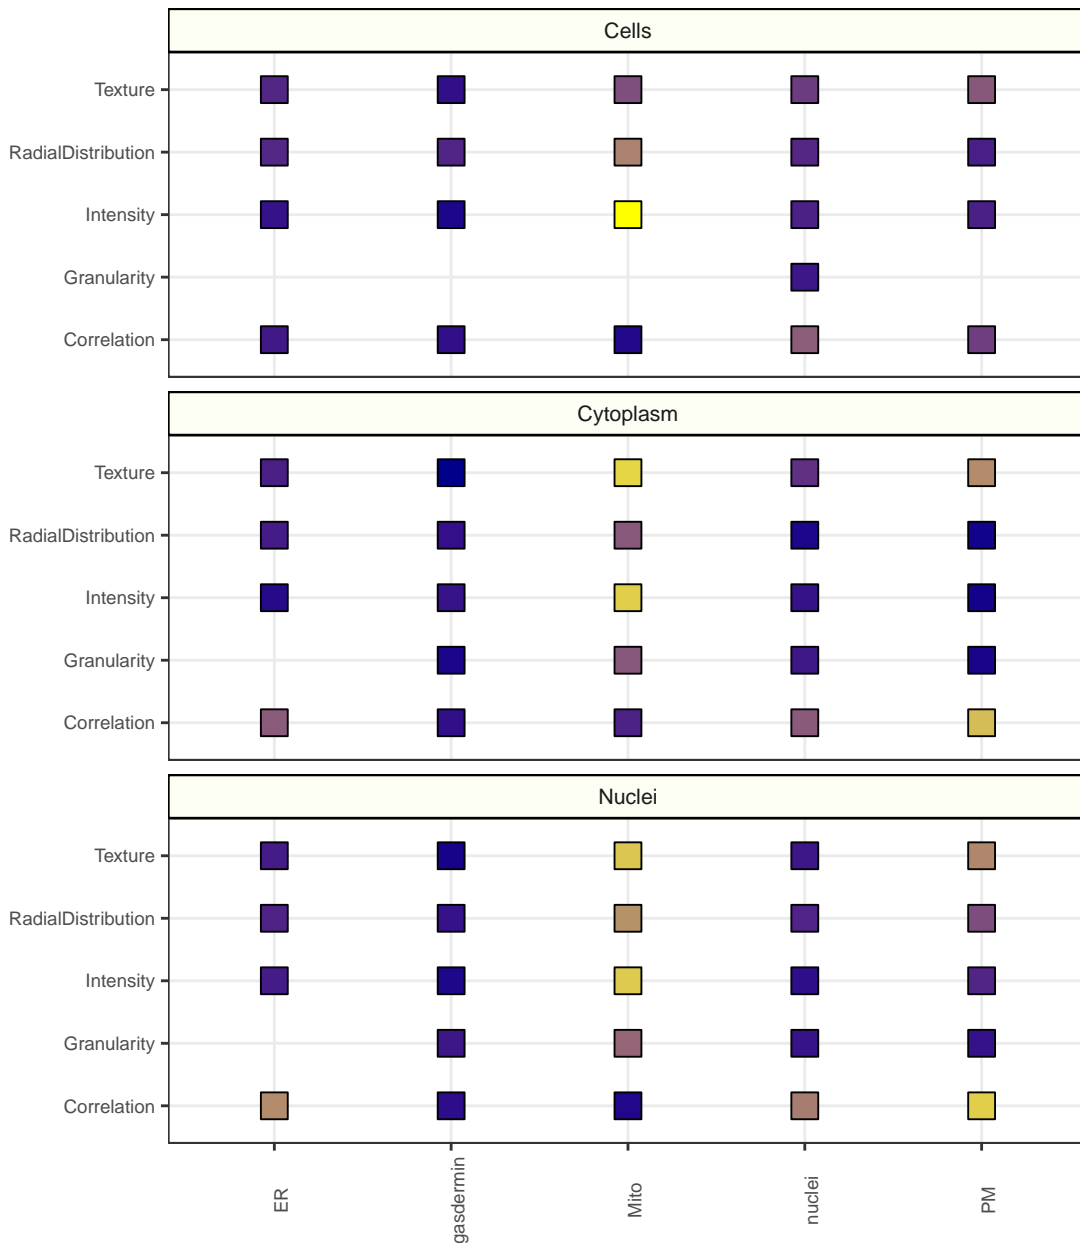 Cells
Texture
RadialDistribution
Intensity
Granularity
Correlation
Cytoplasm
Texture
RadialDistribution
Intensity
Granularity
Correlation
Nuclei
Texture
RadialDistribution
Intensity
Granularity
Correlation
ER
gasdermin
Mito
nuclei
PM